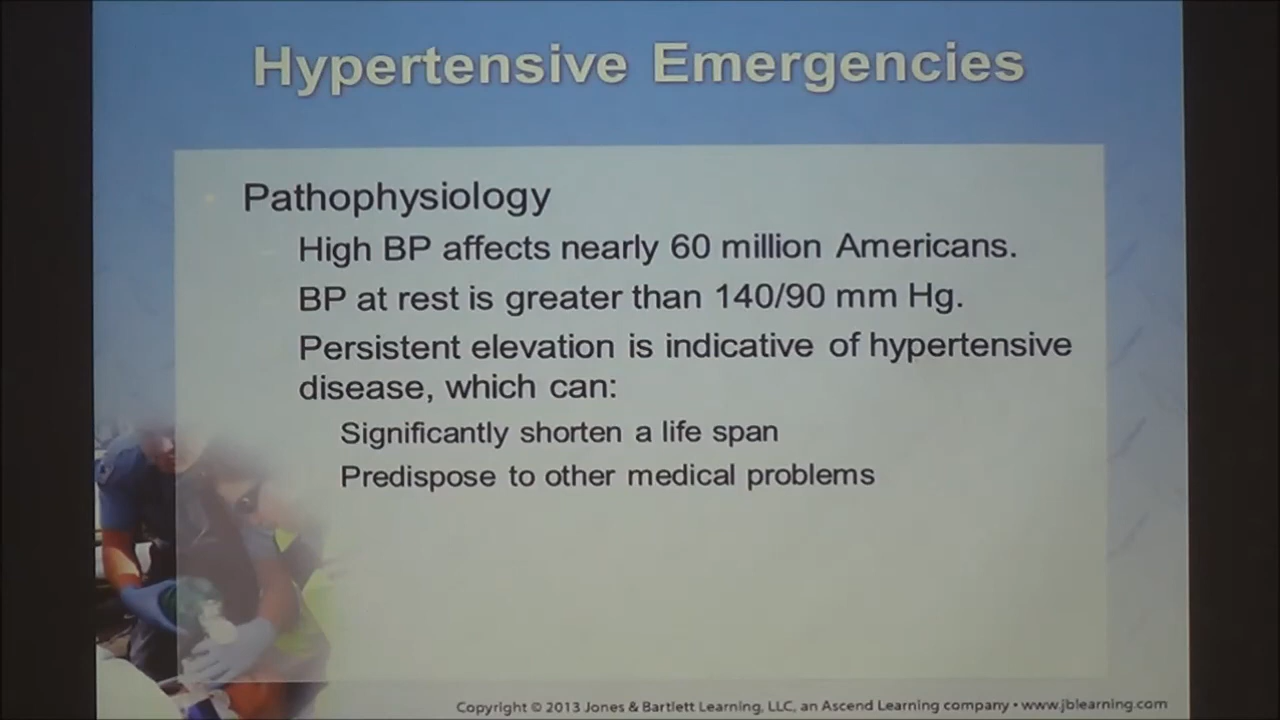 Hypertensive Emergencies
Pathophysiology
High BP affects nearly 60 million Americans.
BP at rest is greater than 140/90 mm Hg.
Persistent elevation is indicative of hypertensive
disease, which can:
Significantly shorten a life span
Predispose to other medical problems
Copyright © 2013 Jones & Bartlett Learning, LLC, an Ascend Learning company • www.jblearning.com